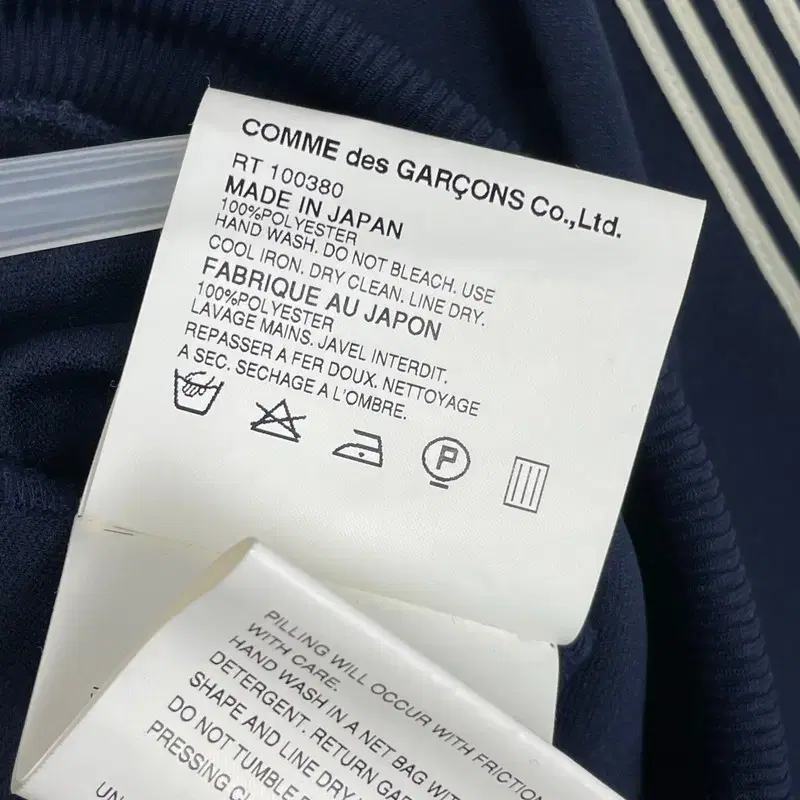 COMME des GARÇONS Co.,Ltd.
RT 100380
MADE IN JAPAN
100%POLYESTER
HAND WASH. DO NOT BLEACH. USE
COOL IRON. DRY CLEAN. LINE DRY.
FABRIQUE AU JAPON
100%POLYESTER
LAVAGE MAINS. JAVEL INTERDIT.
REPASSER A FER DOUX. NETTOYAGE
A SEC. SECHAGE A L'OMBRE.
P
PILLING WILL OCCUR WITH FRICTION
WITH CARE.
HAND WASH IN A NET BAG WITH
DETERGENT. RETURN
SHAPE AND LINE DRY
DO NOT TUMBLE
PRESSING